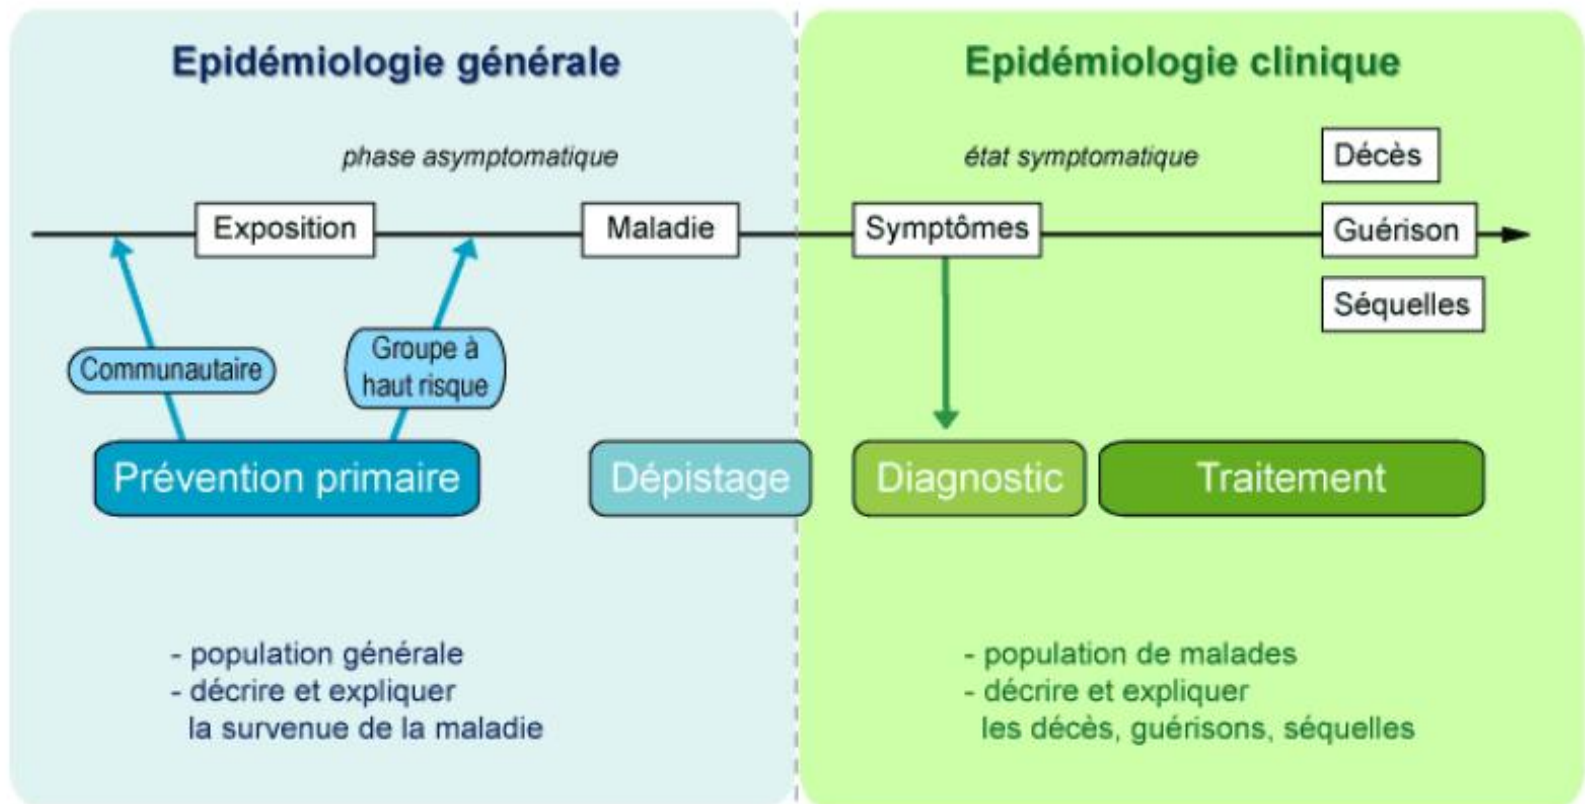 Epidémiologie générale
phase asymptomatique
Exposition
Maladie
Communautaire
Groupe à
haut risque
Prévention primaire
Dépistage
- population générale
- décrire et expliquer
la survenue de la maladie
Epidémiologie clinique
état symptomatique
Décès
Symptômes
Guérison
Séquelles
Diagnostic
Traitement
- population de malades
- décrire et expliquer
les décès, guérisons, séquelles